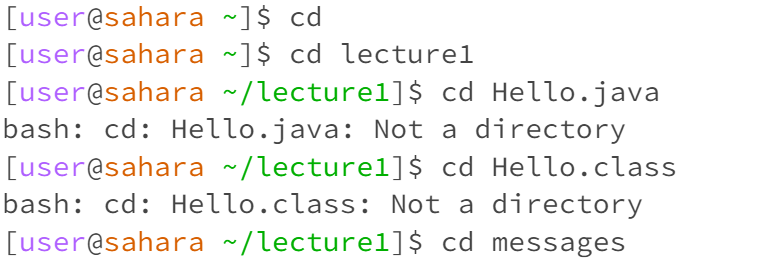 [user@sahara ~]$ cd
[user@sahara ~]$ cd lecture1
[user@sahara ~/lecture1]$ cd Hello.java
bash: cd: Hello.java: Not a directory
[user@sahara ~/lecture1]$ cd Hello.class
bash: cd: Hello.class: Not a directory
[user@sahara ~/lecture1]$ cd messages